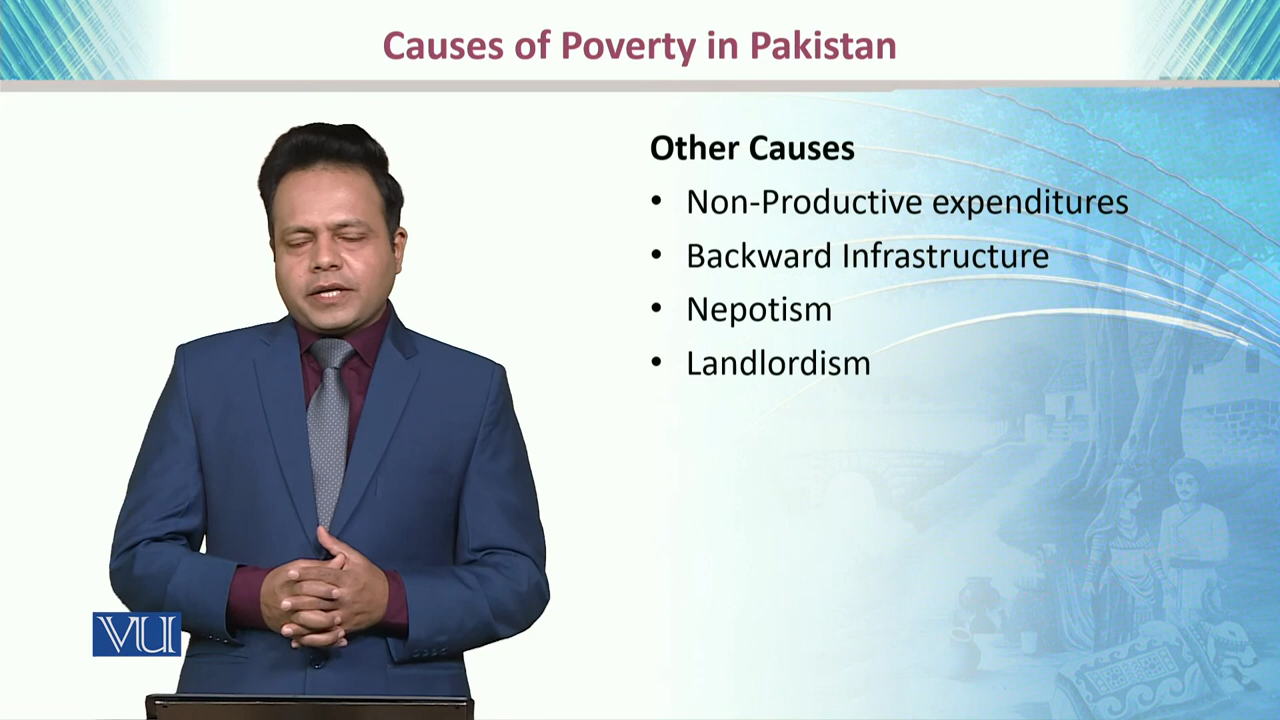 Causes of Poverty in Pakistan
Other Causes
• Non-Productive expenditures
• Backward Infrastructure
• Nepotism
• Landlordism
VU